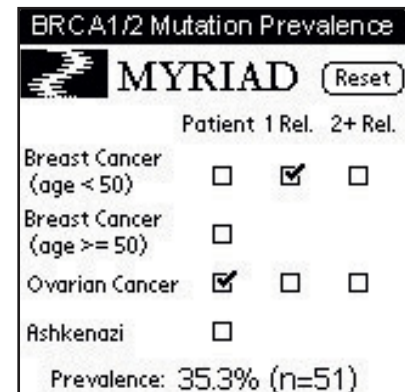 BRCA1/2 Mutation Prevalence
MYRIAD Reset
Patient 1 Rel. 2+ Rel.
Breast Cancer
(age < 50)
Breast Cancer
(age >= 50)
Ovarian Cancer
Ashkenazi
Prevalence: 35.3% (n=51)